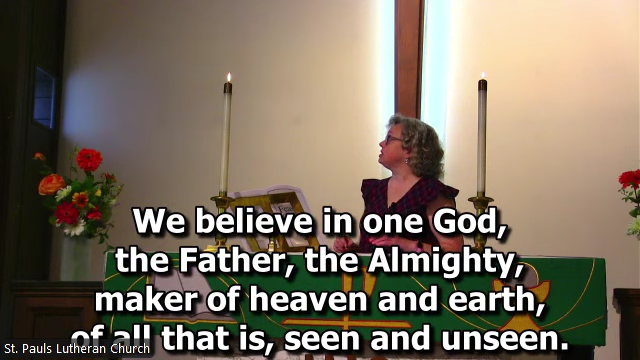 We believe in one God,
the Father, the Almighty,
maker of heaven and earth,
of all that is, seen and unseen.
St. Pauls Lutheran Church